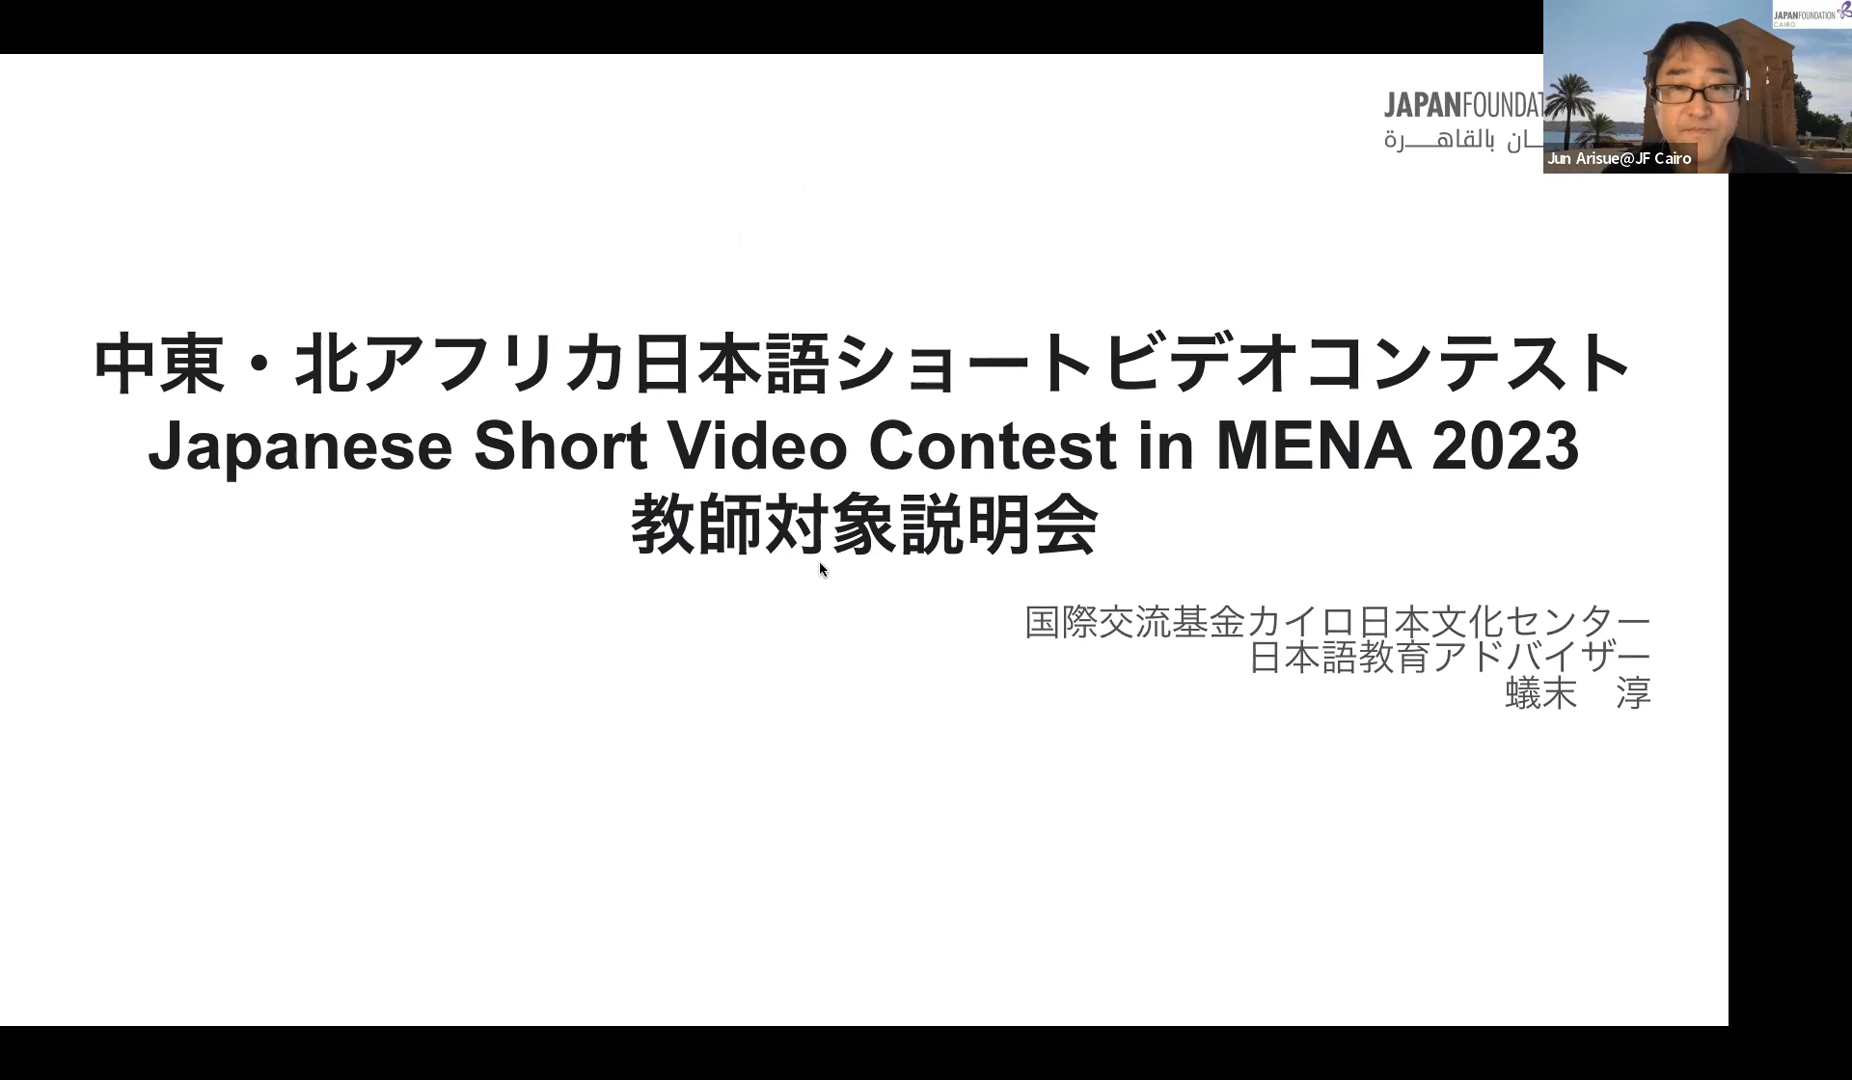 JAPANFOUNDAT
ـان بالقاهـــرة
JAPANFOUNDATION
CAIRO
Jun Arisue@JF Cairo
中東・北アフリカ日本語ショートビデオコンテスト
Japanese Short Video Contest in MENA 2023
教師対象説明会
国際交流基金カイロ日本文化センター
日本語教育アドバイザー
蟻末　淳